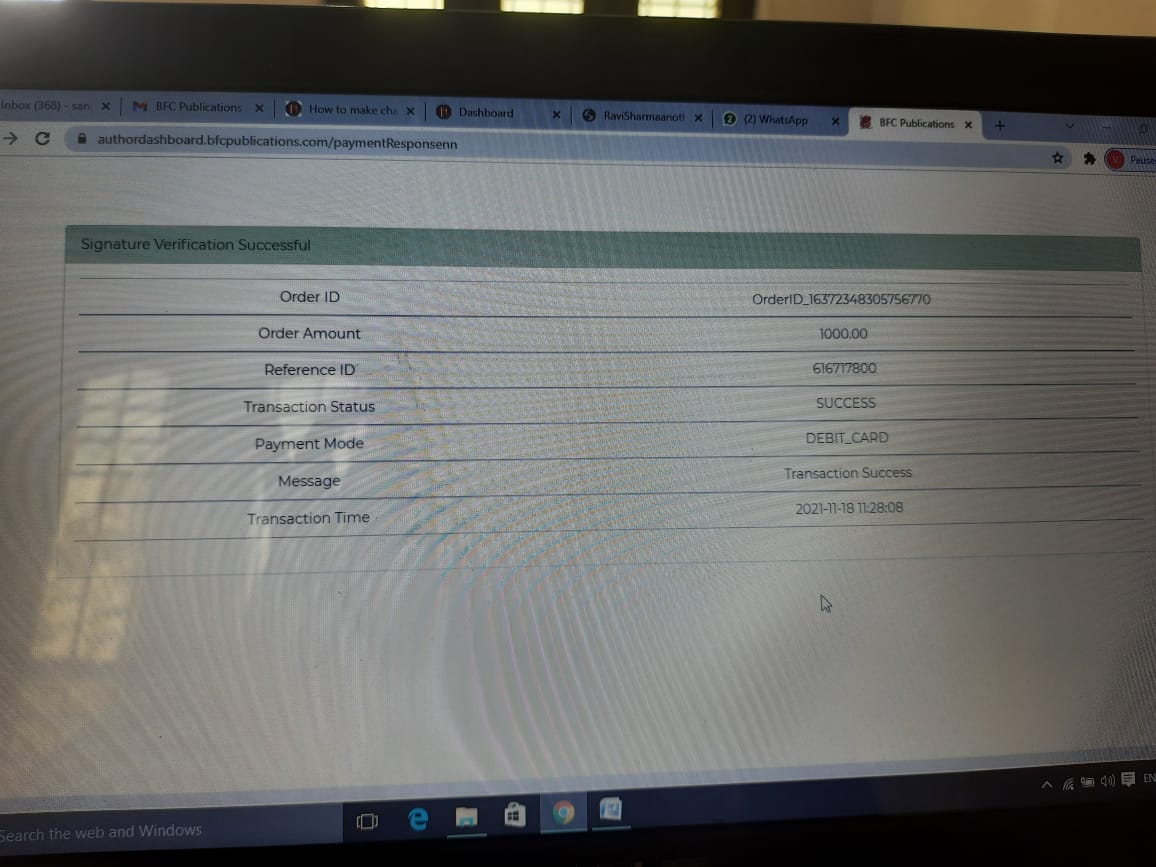 Inbox (368) - san
BFC Publications
How to make cha
Dashboard
RaviSharmaanoti
(2) WhatsApp
BFC Publications
authordashboard.bfcpublications.com/paymentResponsenn
Paused
Signature Verification Successful
Order ID OrderID_16372348305756770
Order Amount 1000.00
Reference ID 616717800
Transaction Status SUCCESS
Payment Mode DEBIT_CARD
Message Transaction Success
Transaction Time 2021-11-18 11:28:08
Search the web and Windows
EN